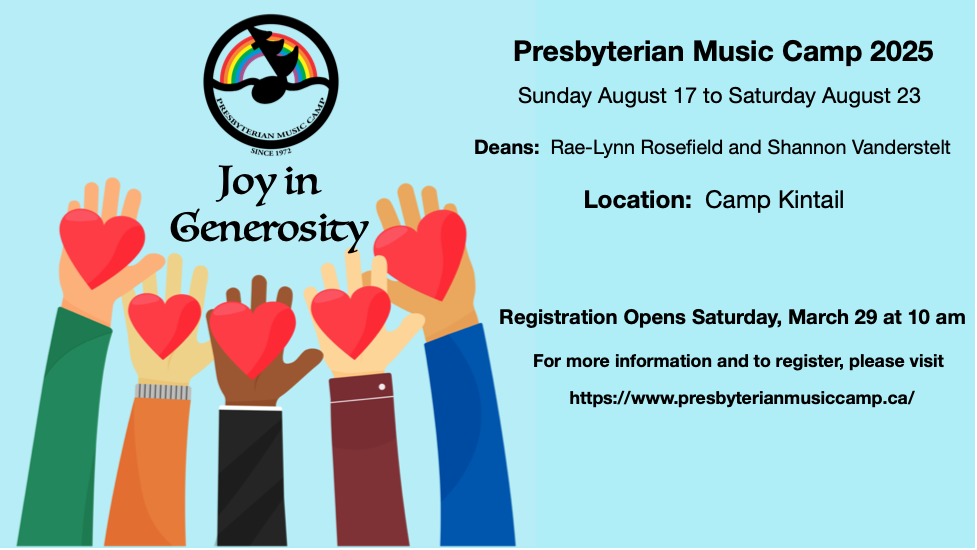 PRESBYTERIAN MUSIC CAMP
SINCE 1972
Joy in
Generosity
Presbyterian Music Camp 2025
Sunday August 17 to Saturday August 23
Deans: Rae-Lynn Rosefield and Shannon Vanderstelt
Location: Camp Kintail
Registration Opens Saturday, March 29 at 10 am
For more information and to register, please visit
https://www.presbyterianmusiccamp.ca/